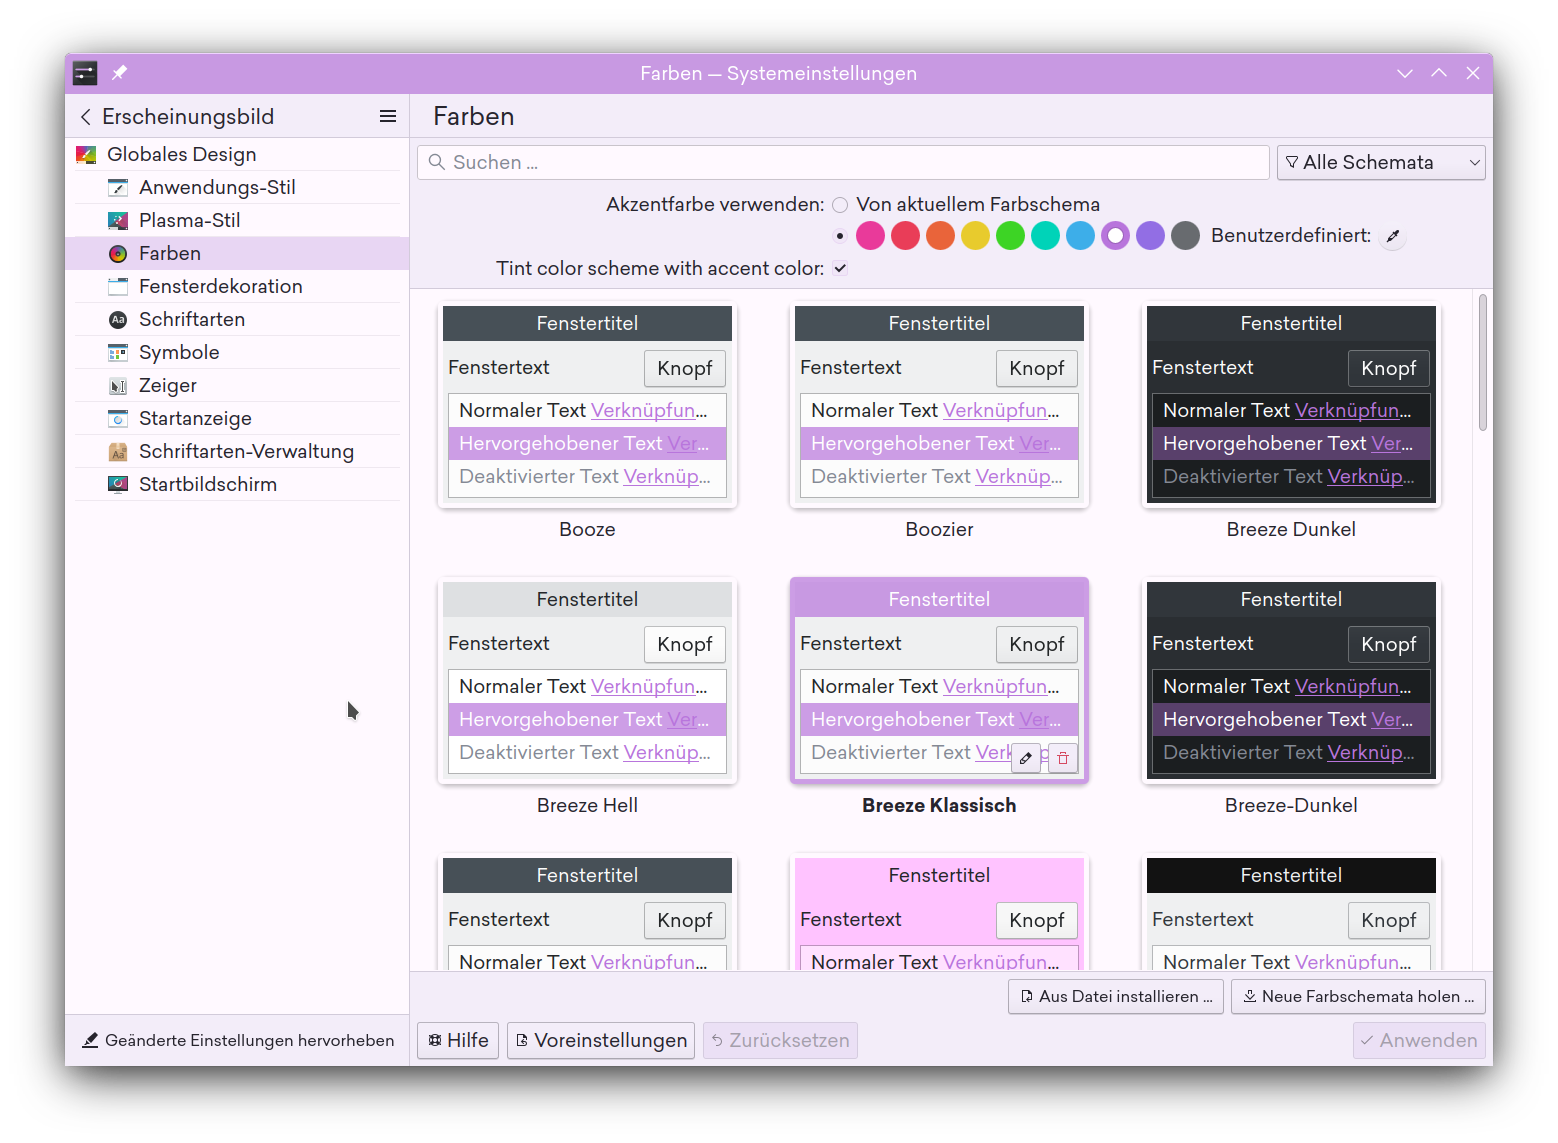 Farben — Systemeinstellungen
Erscheinungsbild
Globales Design
Anwendungs-Stil
Plasma-Stil
Farben
Fensterdekoration
Schriftarten
Symbole
Zeiger
Startanzeige
Schriftarten-Verwaltung
Startbildschirm
Geänderte Einstellungen hervorheben
Farben
Suchen ...
Alle Schemata
Akzentfarbe verwenden: Von aktuellem Farbschema
Benutzerdefiniert:
Tint color scheme with accent color:
Fenstertitel
Fenstertext Knopf
Normaler Text Verknüpfun...
Hervorgehobener Text Ver...
Deaktivierter Text Verknüp...
Booze
Fenstertitel
Fenstertext Knopf
Normaler Text Verknüpfun...
Hervorgehobener Text Ver...
Deaktivierter Text Verknüp...
Boozier
Fenstertitel
Fenstertext Knopf
Normaler Text Verknüpfun...
Hervorgehobener Text Ver...
Deaktivierter Text Verknüp...
Breeze Dunkel
Fenstertitel
Fenstertext Knopf
Normaler Text Verknüpfun...
Hervorgehobener Text Ver...
Deaktivierter Text Verknüp...
Breeze Hell
Fenstertitel
Fenstertext Knopf
Normaler Text Verknüpfun...
Hervorgehobener Text Ver...
Deaktivierter Text
Breeze Klassisch
Fenstertitel
Fenstertext Knopf
Normaler Text Verknüpfun...
Hervorgehobener Text Ver...
Deaktivierter Text Verknüp...
Breeze-Dunkel
Fenstertitel
Fenstertext Knopf
Normaler Text Verknüpfun...
Fenstertitel
Fenstertext Knopf
Normaler Text Verknüpfun...
Fenstertitel
Fenstertext Knopf
Normaler Text Verknüpfun...
Aus Datei installieren ... Neue Farbschemata holen ...
Hilfe Voreinstellungen Zurücksetzen Anwenden